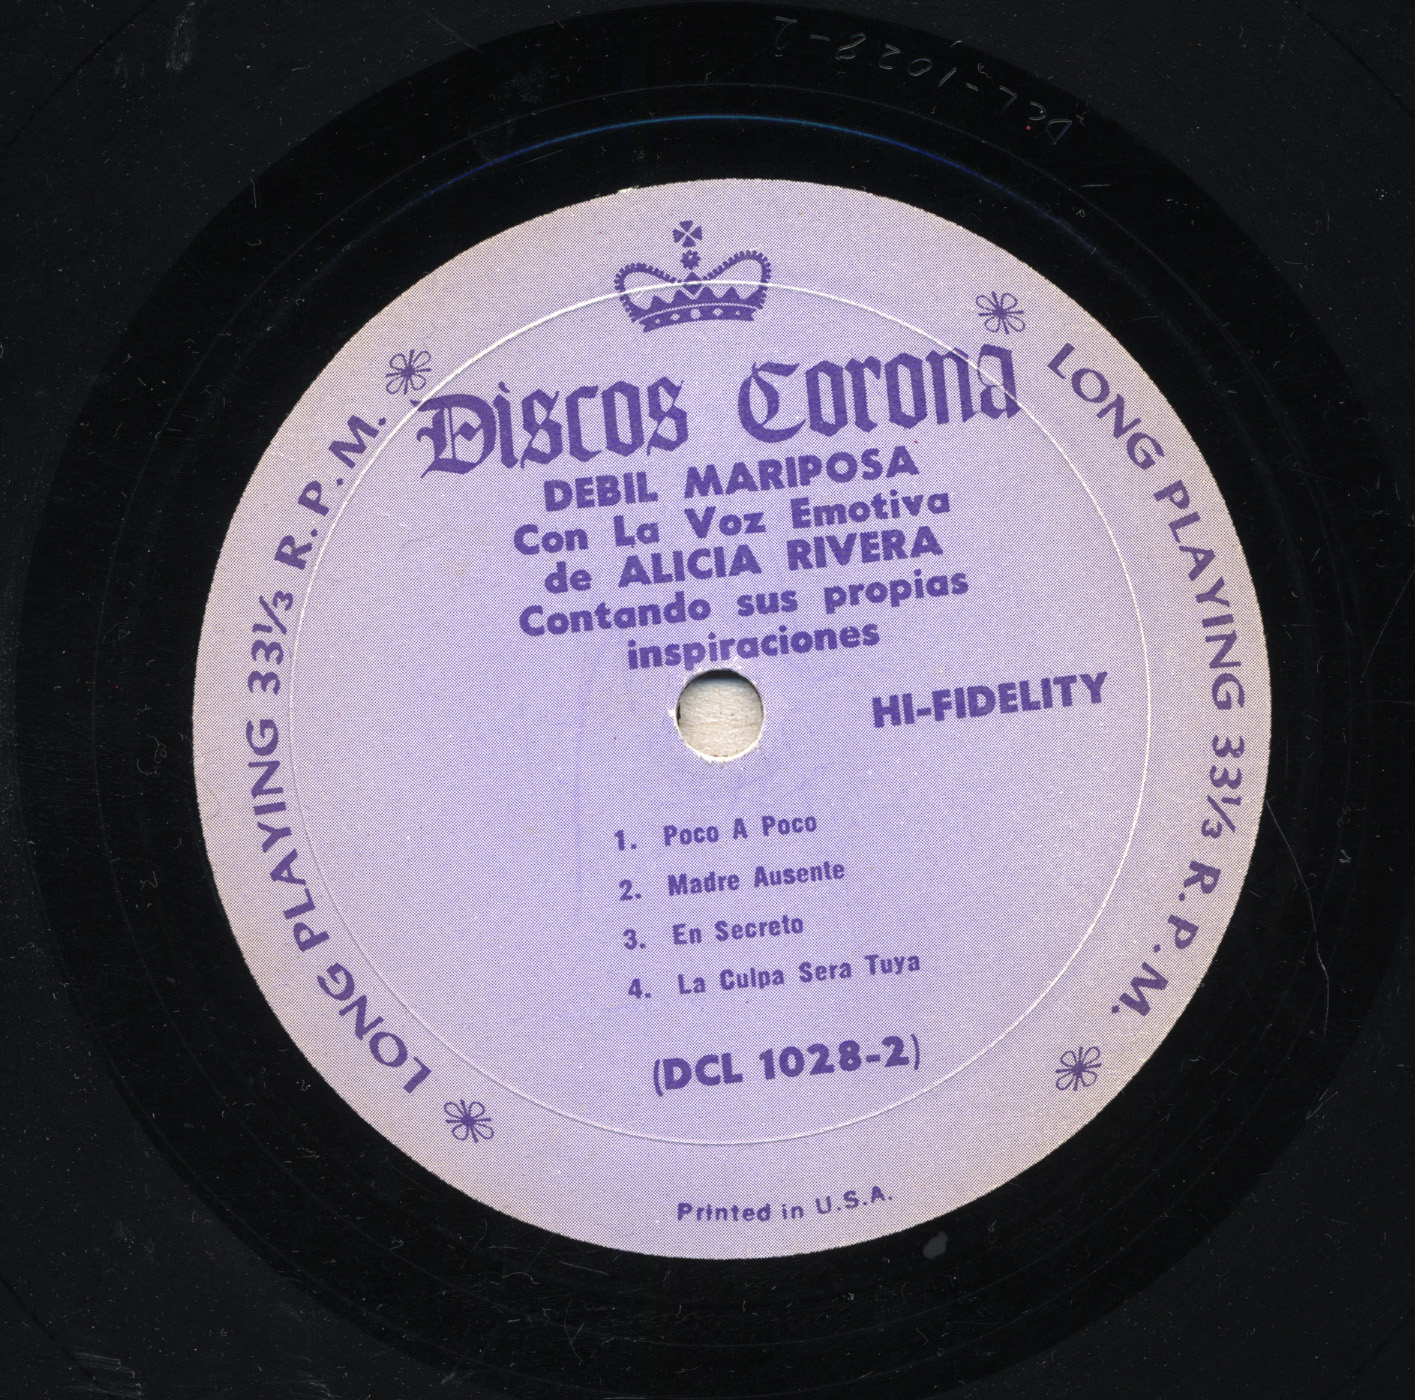 DCL-1028-2
Discos Corona
DEBIL MARIPOSA
Con La Voz Emotiva
de ALICIA RIVERA
Contando sus propias
inspiraciones
HI-FIDELITY
1. Poco A Poco
2. Madre Ausente
3. En Secreto
4. La Culpa Sera Tuya
(DCL 1028-2)
LONG PLAYING 33⅓ R.P.M.
LONG PLAYING 33⅓ R.P.M.
Printed in U.S.A.